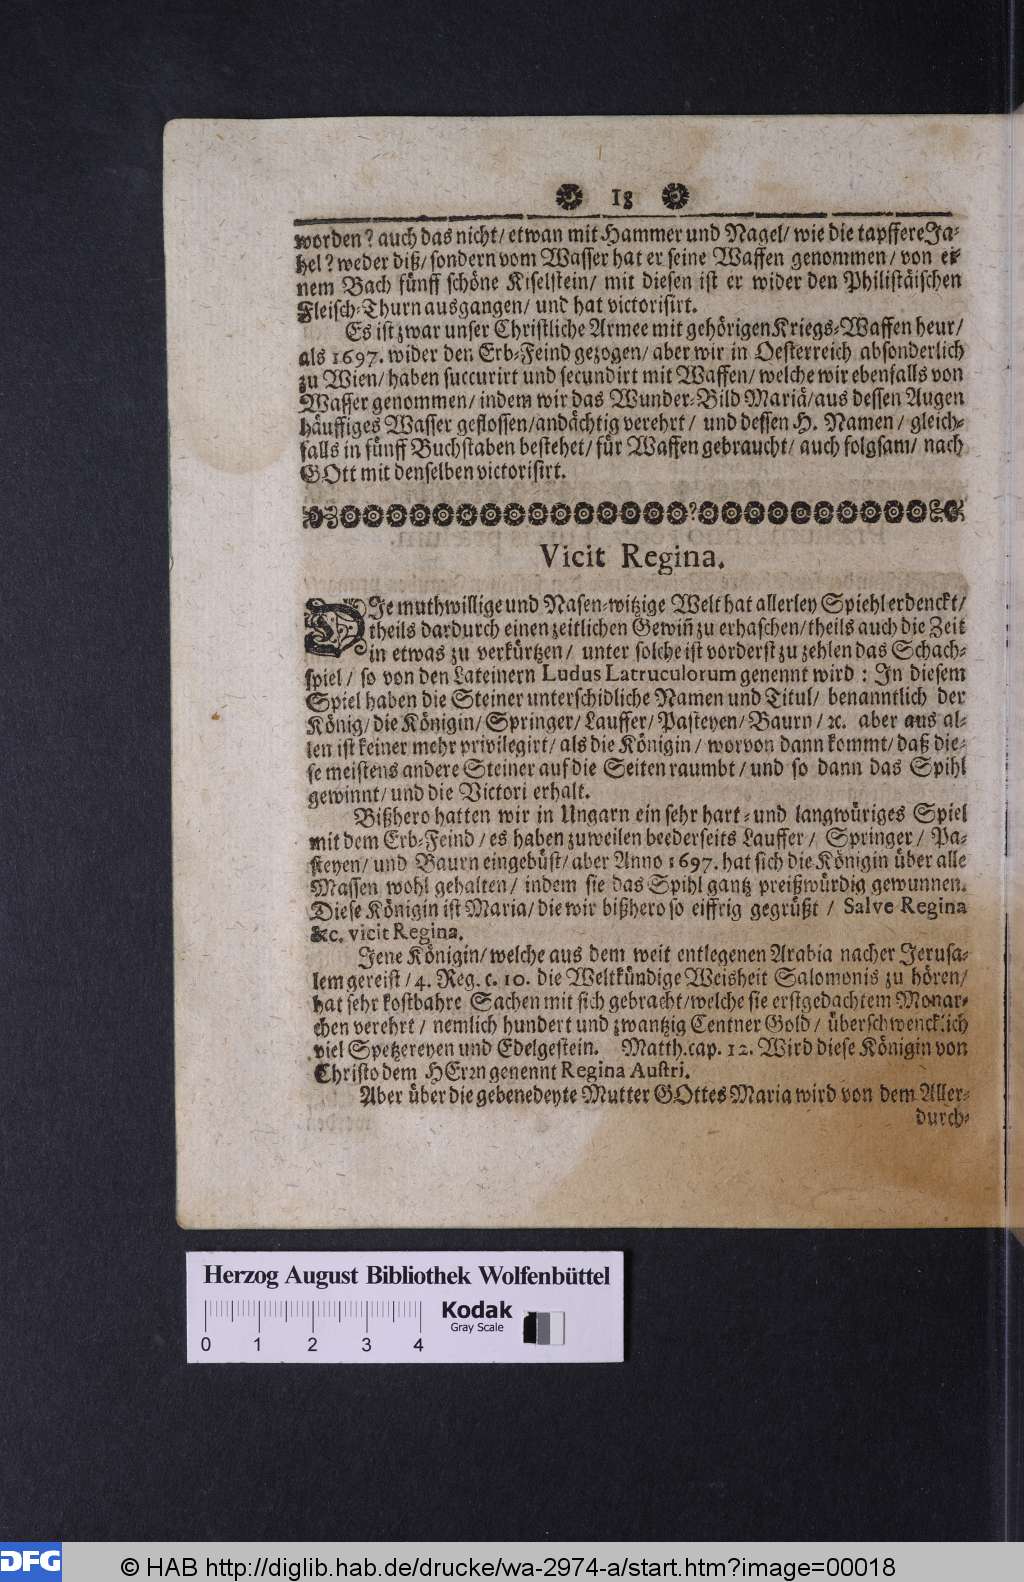 18
worden? auch das nicht/ etwan mit Hammer und Nagel/ wie die tapffere Ja-
hel? weder diß/ sondern vom Wasser hat er seine Waffen genommen/ von ei-
nem Bach fünff schöne Kiselstein/ mit diesen ist er wider den Philistäischen
Fleisch-Thurn ausgangen/ und hat victorisirt.
Es ist zwar unser Christliche Armee mit gehörigen Kriegs-Waffen heur/
als 1697. wider den Erb-Feind gezogen/ aber wir in Oesterreich absonderlich
zu Wien/ haben succurirt und secundirt mit Waffen/ welche wir ebenfalls von
Wasser genommen/ indem wir das Wunder-Bild Mariä/ aus dessen Augen
häuffiges Wasser geflossen/ andächtig verehrt/ und dessen H. Namen/ gleich-
falls in fünff Buchstaben bestehet/ für Waffen gebraucht/ auch folgsam/ nach
GOtt mit denselben victorisirt.
Vicit Regina.
DIe muthwillige und Nasen-witzige Welt hat allerley Spiehl erdenckt/
theils dardurch einen zeitlichen Gewiñ zu erhaschen/ theils auch die Zeit
in etwas zu verkürtzen/ unter solche ist vorderst zu zehlen das Schach-
spiel/ so von den Lateinern Ludus Latruculorum genennt wird: In diesem
Spiel haben die Steiner unterschidliche Namen und Titul/ benanntlich der
König/ die Königin/ Springer/ Lauffer/ Pasteyen/ Baurn/ ꝛc. aber aus al-
len ist keiner mehr privilegirt/ als die Königin/ worvon dann kommt/ daß die-
se meistens andere Steiner auf die Seiten raumbt/ und so dann das Spihl
gewinnt/ und die Victori erhalt.
Bißhero hatten wir in Ungarn ein sehr hart- und langwüriges Spiel
mit dem Erb-Feind/ es haben zuweilen beederseits Lauffer/ Springer/ Pa-
steyen/ und Baurn eingebüst/ aber Anno 1697. hat sich die Königin über alle
Massen wohl gehalten/ indem sie das Spihl gantz preißwürdig gewunnen.
Diese Königin ist Maria/ die wir bißhero so eiffrig gegrüßt/ Salve Regina
&c. vicit Regina.
Jene Königin/ welche aus dem weit entlegenen Arabia nacher Jerusa-
lem gereist/ 4. Reg. c. 10. die Weltkündige Weisheit Salomonis zu hören/
hat sehr kostbahre Sachen mit sich gebracht/ welche sie erstgedachtem Monar-
chen verehrt/ nemlich hundert und zwantzig Centner Gold/ überschwencklich
viel Spetzereyen und Edelgestein. Matth. cap. 12. Wird diese Königin von
Christo dem HErꝛn genennt Regina Austri.
Aber über die gebenedeyte Mutter GOttes Maria wird von dem Aller-
durch-
Herzog August Bibliothek Wolfenbüttel
Kodak
Gray Scale
0 1 2 3 4
DFG
© HAB http://diglib.hab.de/drucke/wa-2974-a/start.htm?image=00018